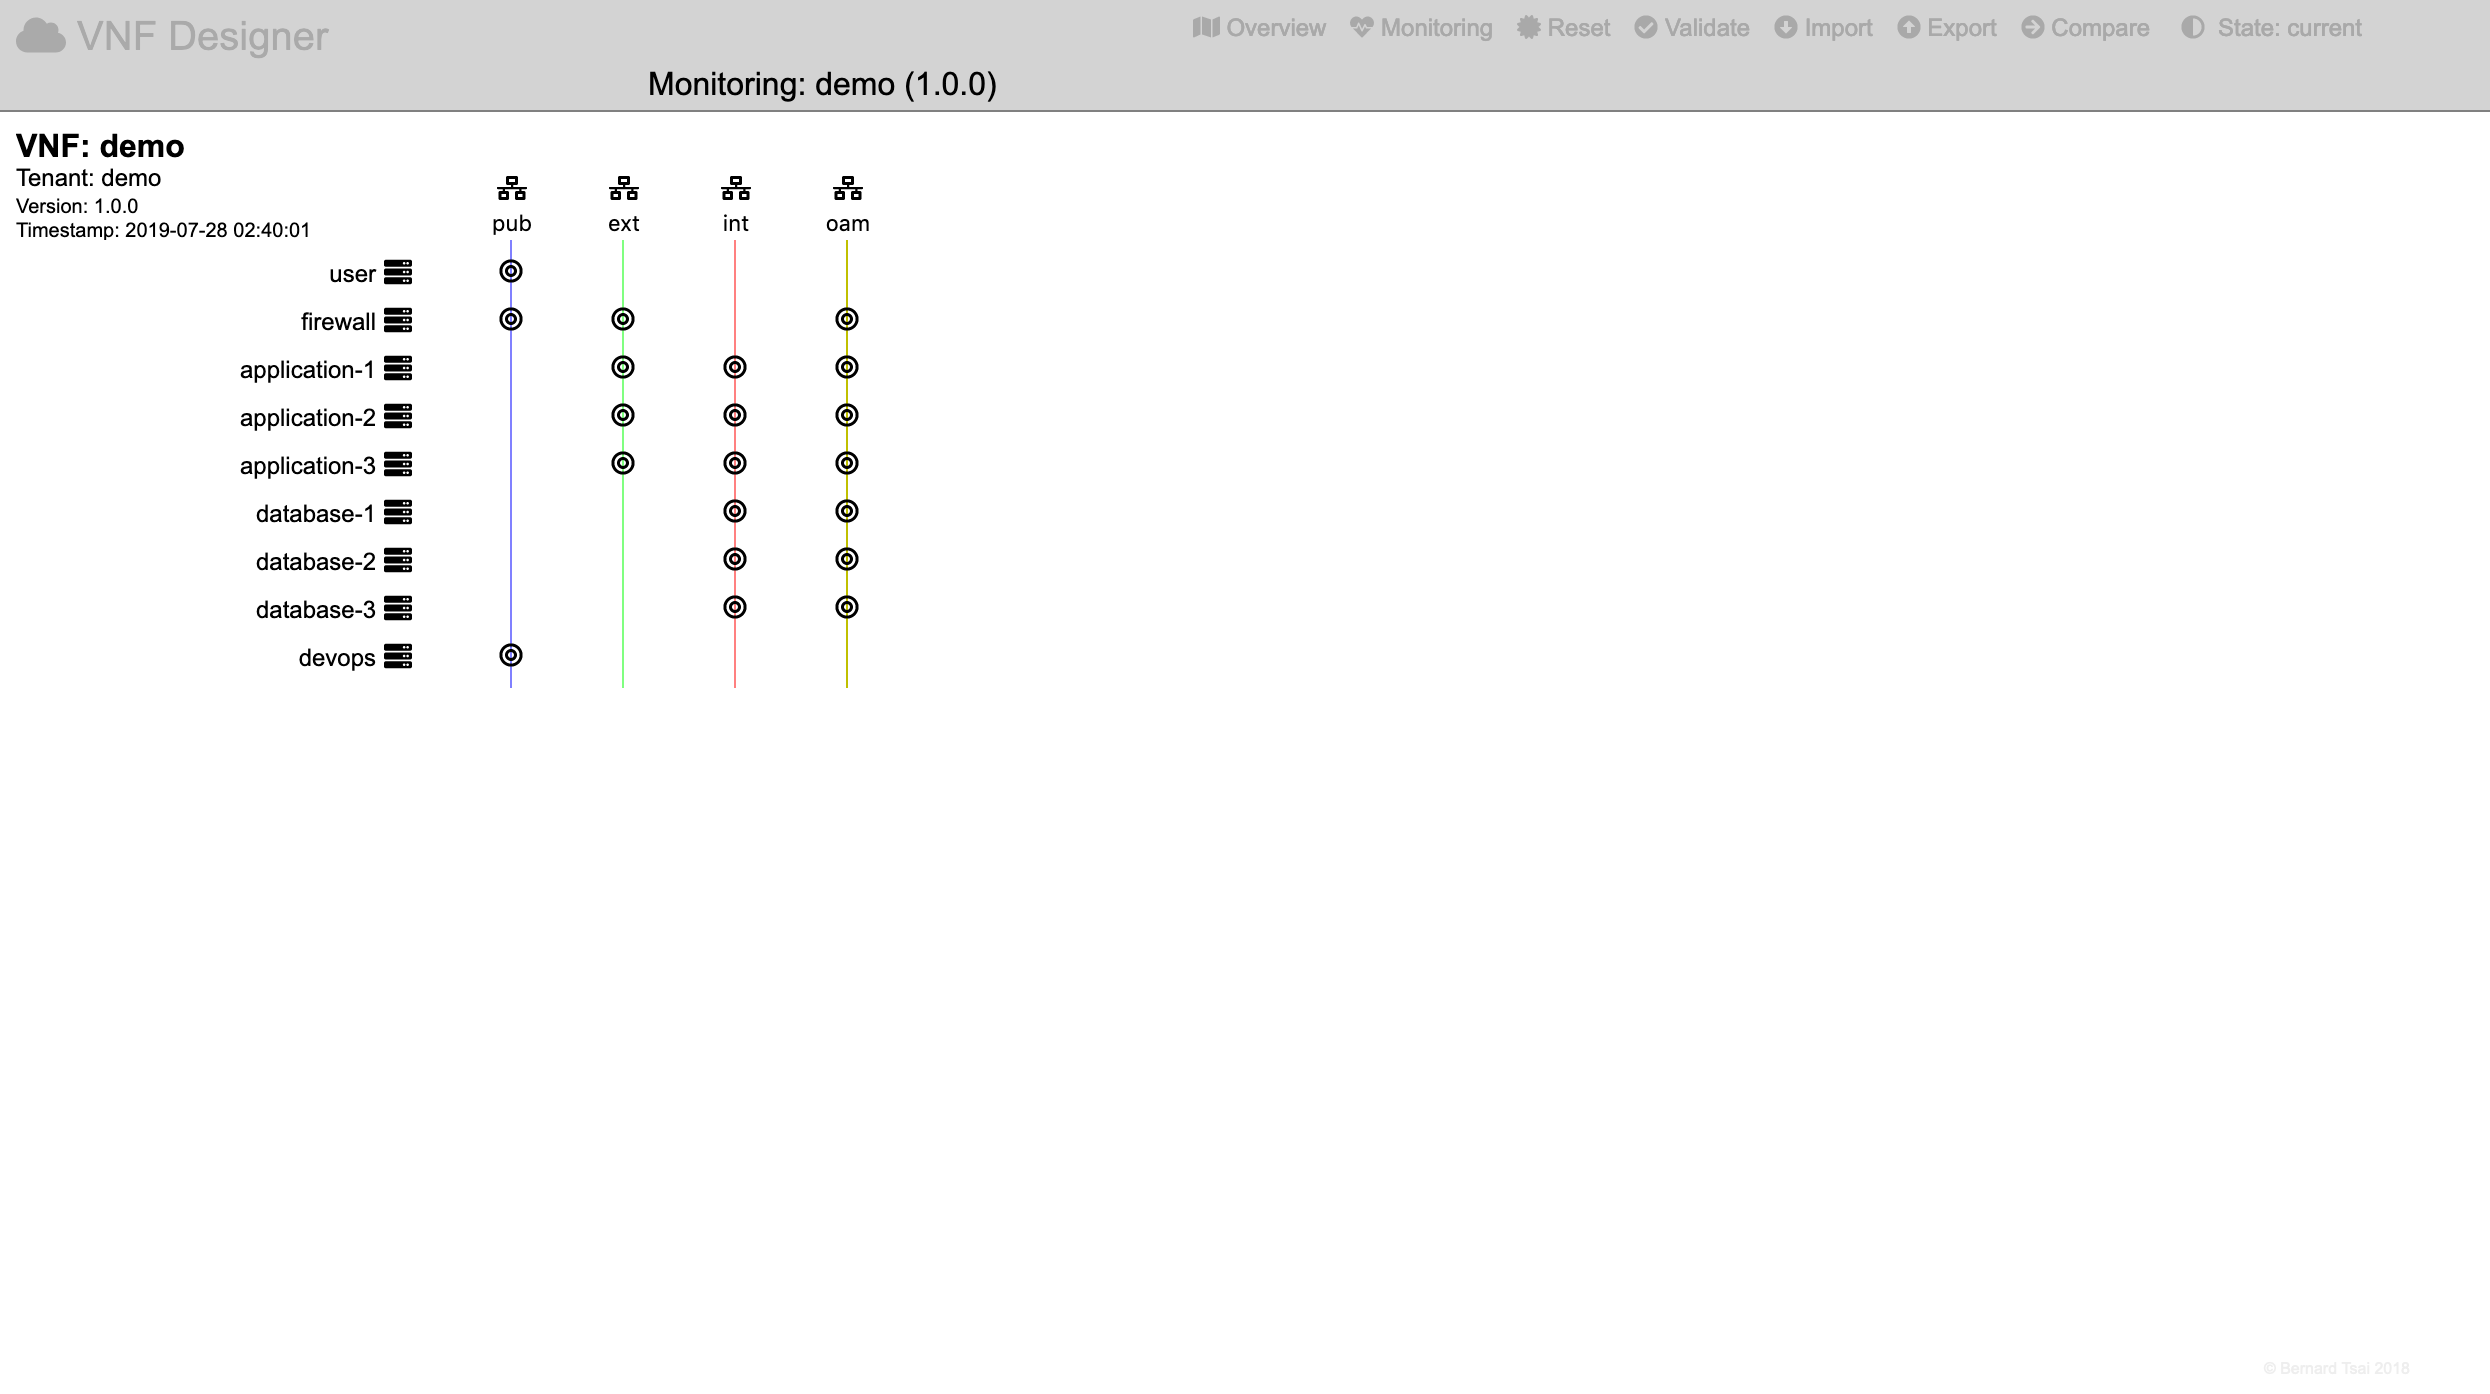 VNF Designer
Overview Monitoring Reset Validate Import Export Compare State: current
Monitoring: demo (1.0.0)
VNF: demo
Tenant: demo
Version: 1.0.0
Timestamp: 2019-07-28 02:40:01
pub ext int oam
user
firewall
application-1
application-2
application-3
database-1
database-2
database-3
devops
© Bernard Tsai 2018